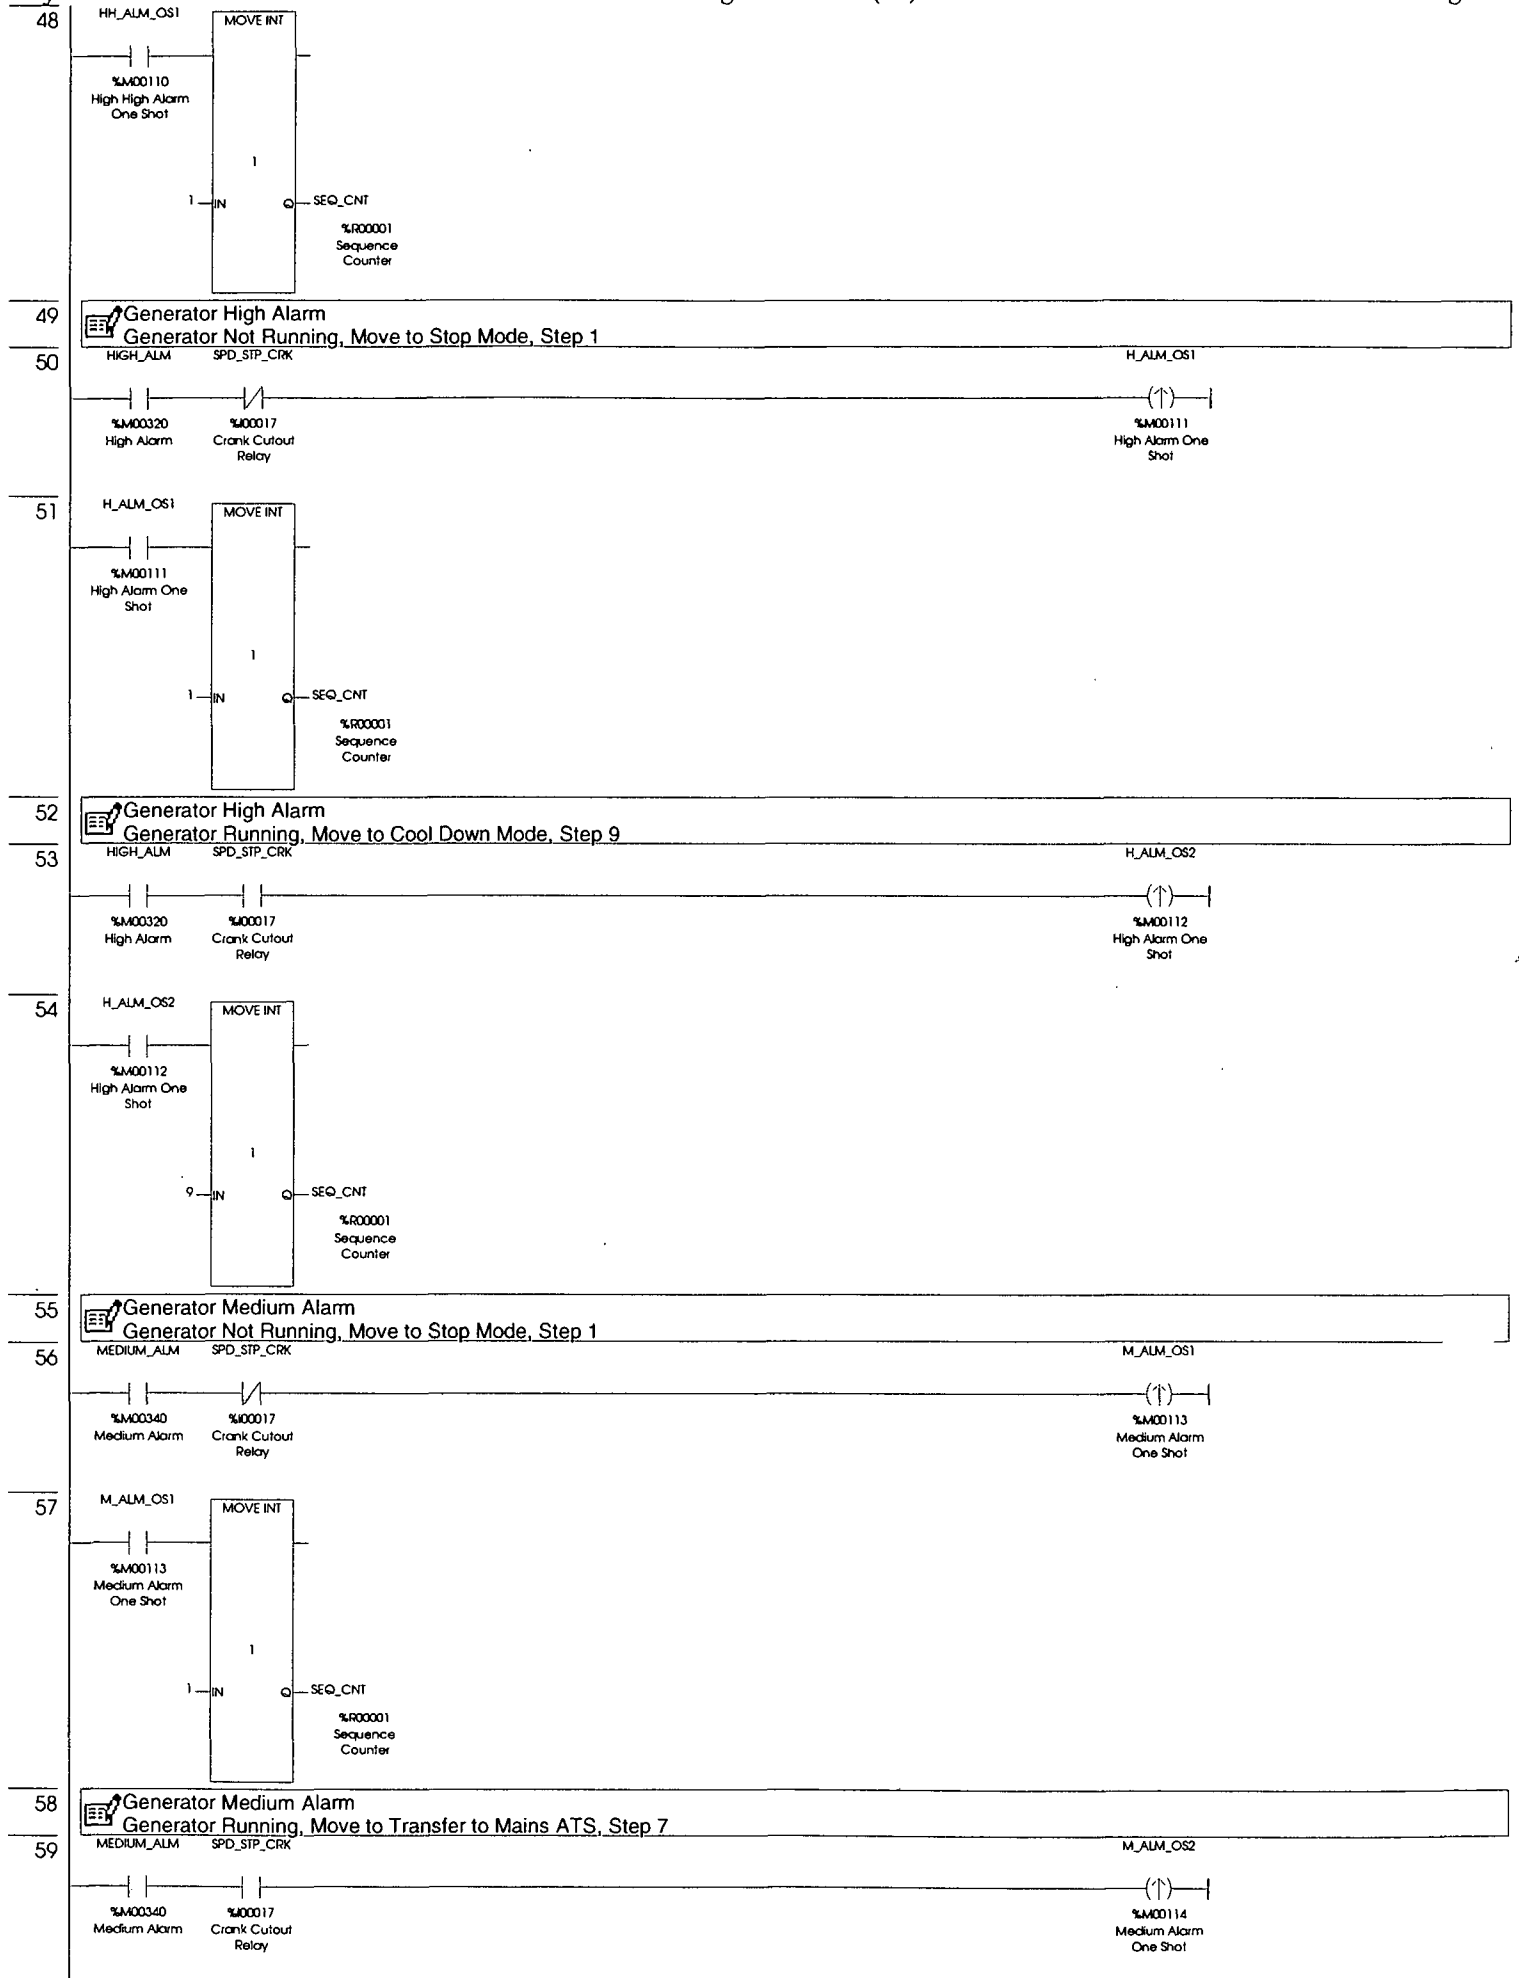 48
HH_ALM_OS1
MOVE INT
%M00110
High High Alarm
One Shot
1
1 IN Q SEQ_CNT
%R00001
Sequence
Counter
49
Generator High Alarm
Generator Not Running, Move to Stop Mode, Step 1
50
HIGH_ALM SPD_STP_CRK H_ALM_OS1
%M00320 %I00017 %M00111
High Alarm Crank Cutout High Alarm One
Relay Shot
51
H_ALM_OS1
MOVE INT
%M00111
High Alarm One
Shot
1
1 IN Q SEQ_CNT
%R00001
Sequence
Counter
52
Generator High Alarm
Generator Running, Move to Cool Down Mode, Step 9
53
HIGH_ALM SPD_STP_CRK H_ALM_OS2
%M00320 %I00017 %M00112
High Alarm Crank Cutout High Alarm One
Relay Shot
54
H_ALM_OS2
MOVE INT
%M00112
High Alarm One
Shot
1
9 IN Q SEQ_CNT
%R00001
Sequence
Counter
55
Generator Medium Alarm
Generator Not Running, Move to Stop Mode, Step 1
56
MEDIUM_ALM SPD_STP_CRK M_ALM_OS1
%M00340 %I00017 %M00113
Medium Alarm Crank Cutout Medium Alarm
Relay One Shot
57
M_ALM_OS1
MOVE INT
%M00113
Medium Alarm
One Shot
1
1 IN Q SEQ_CNT
%R00001
Sequence
Counter
58
Generator Medium Alarm
Generator Running, Move to Transfer to Mains ATS, Step 7
59
MEDIUM_ALM SPD_STP_CRK M_ALM_OS2
%M00340 %I00017 %M00114
Medium Alarm Crank Cutout Medium Alarm
Relay One Shot